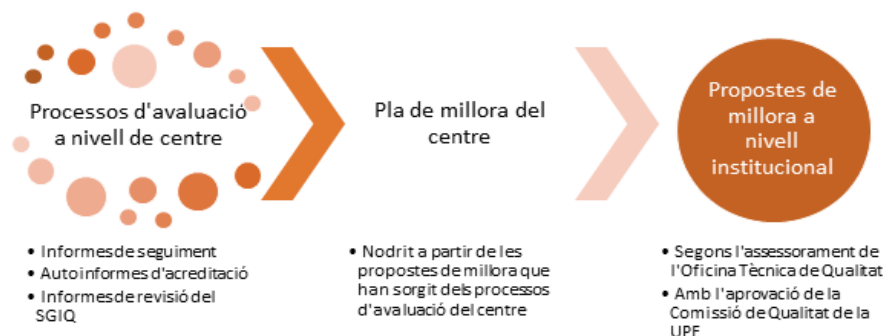 Processos d'avaluació
a nivell de centre
• Informes de seguiment
• Autoinformes d'acreditació
• Informes de revisió del
SGIQ
Pla de millora del
centre
• Nodrit a partir de les
propostes de millora que
han sorgit dels processos
d'avaluació del centre
Propostes de
millora a
nivell
institucional
• Segons l'assessorament de
l'Oficina Tècnica de Qualitat
• Amb l'aprovació de la
Comissió de Qualitat de la
UPF